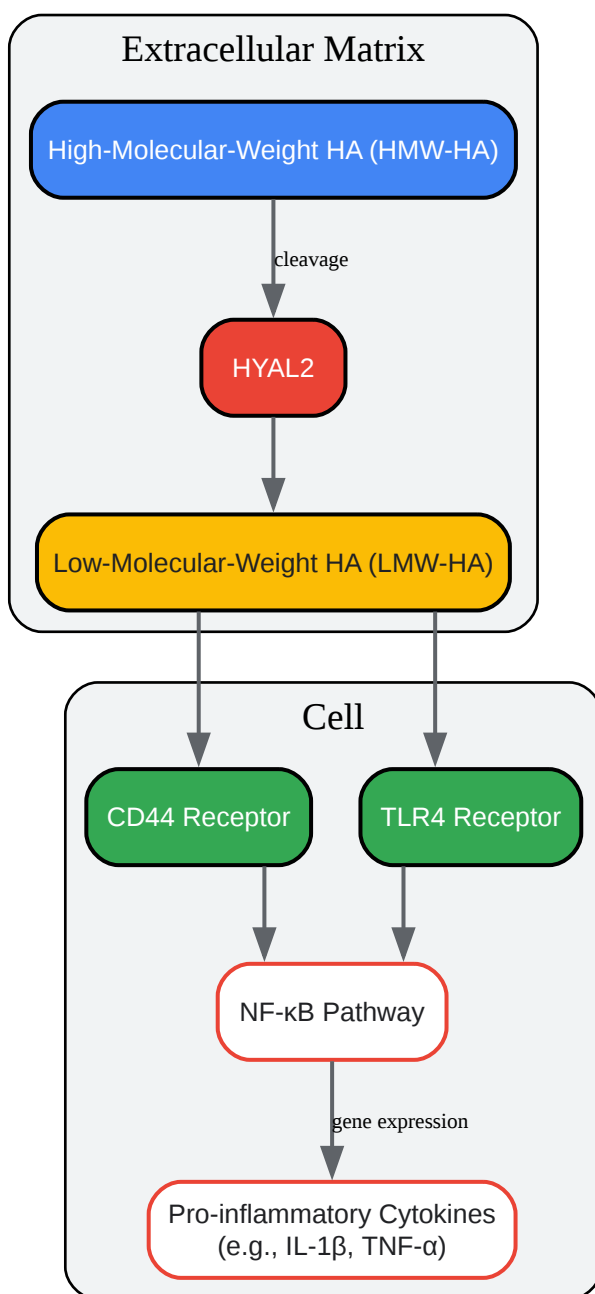 Extracellular Matrix
High-Molecular-Weight HA (HMW-HA)
cleavage
HYAL2
Low-Molecular-Weight HA (LMW-HA)
Cell
CD44 Receptor
TLR4 Receptor
NF-κB Pathway
gene expression
Pro-inflammatory Cytokines
(e.g., IL-1β, TNF-α)